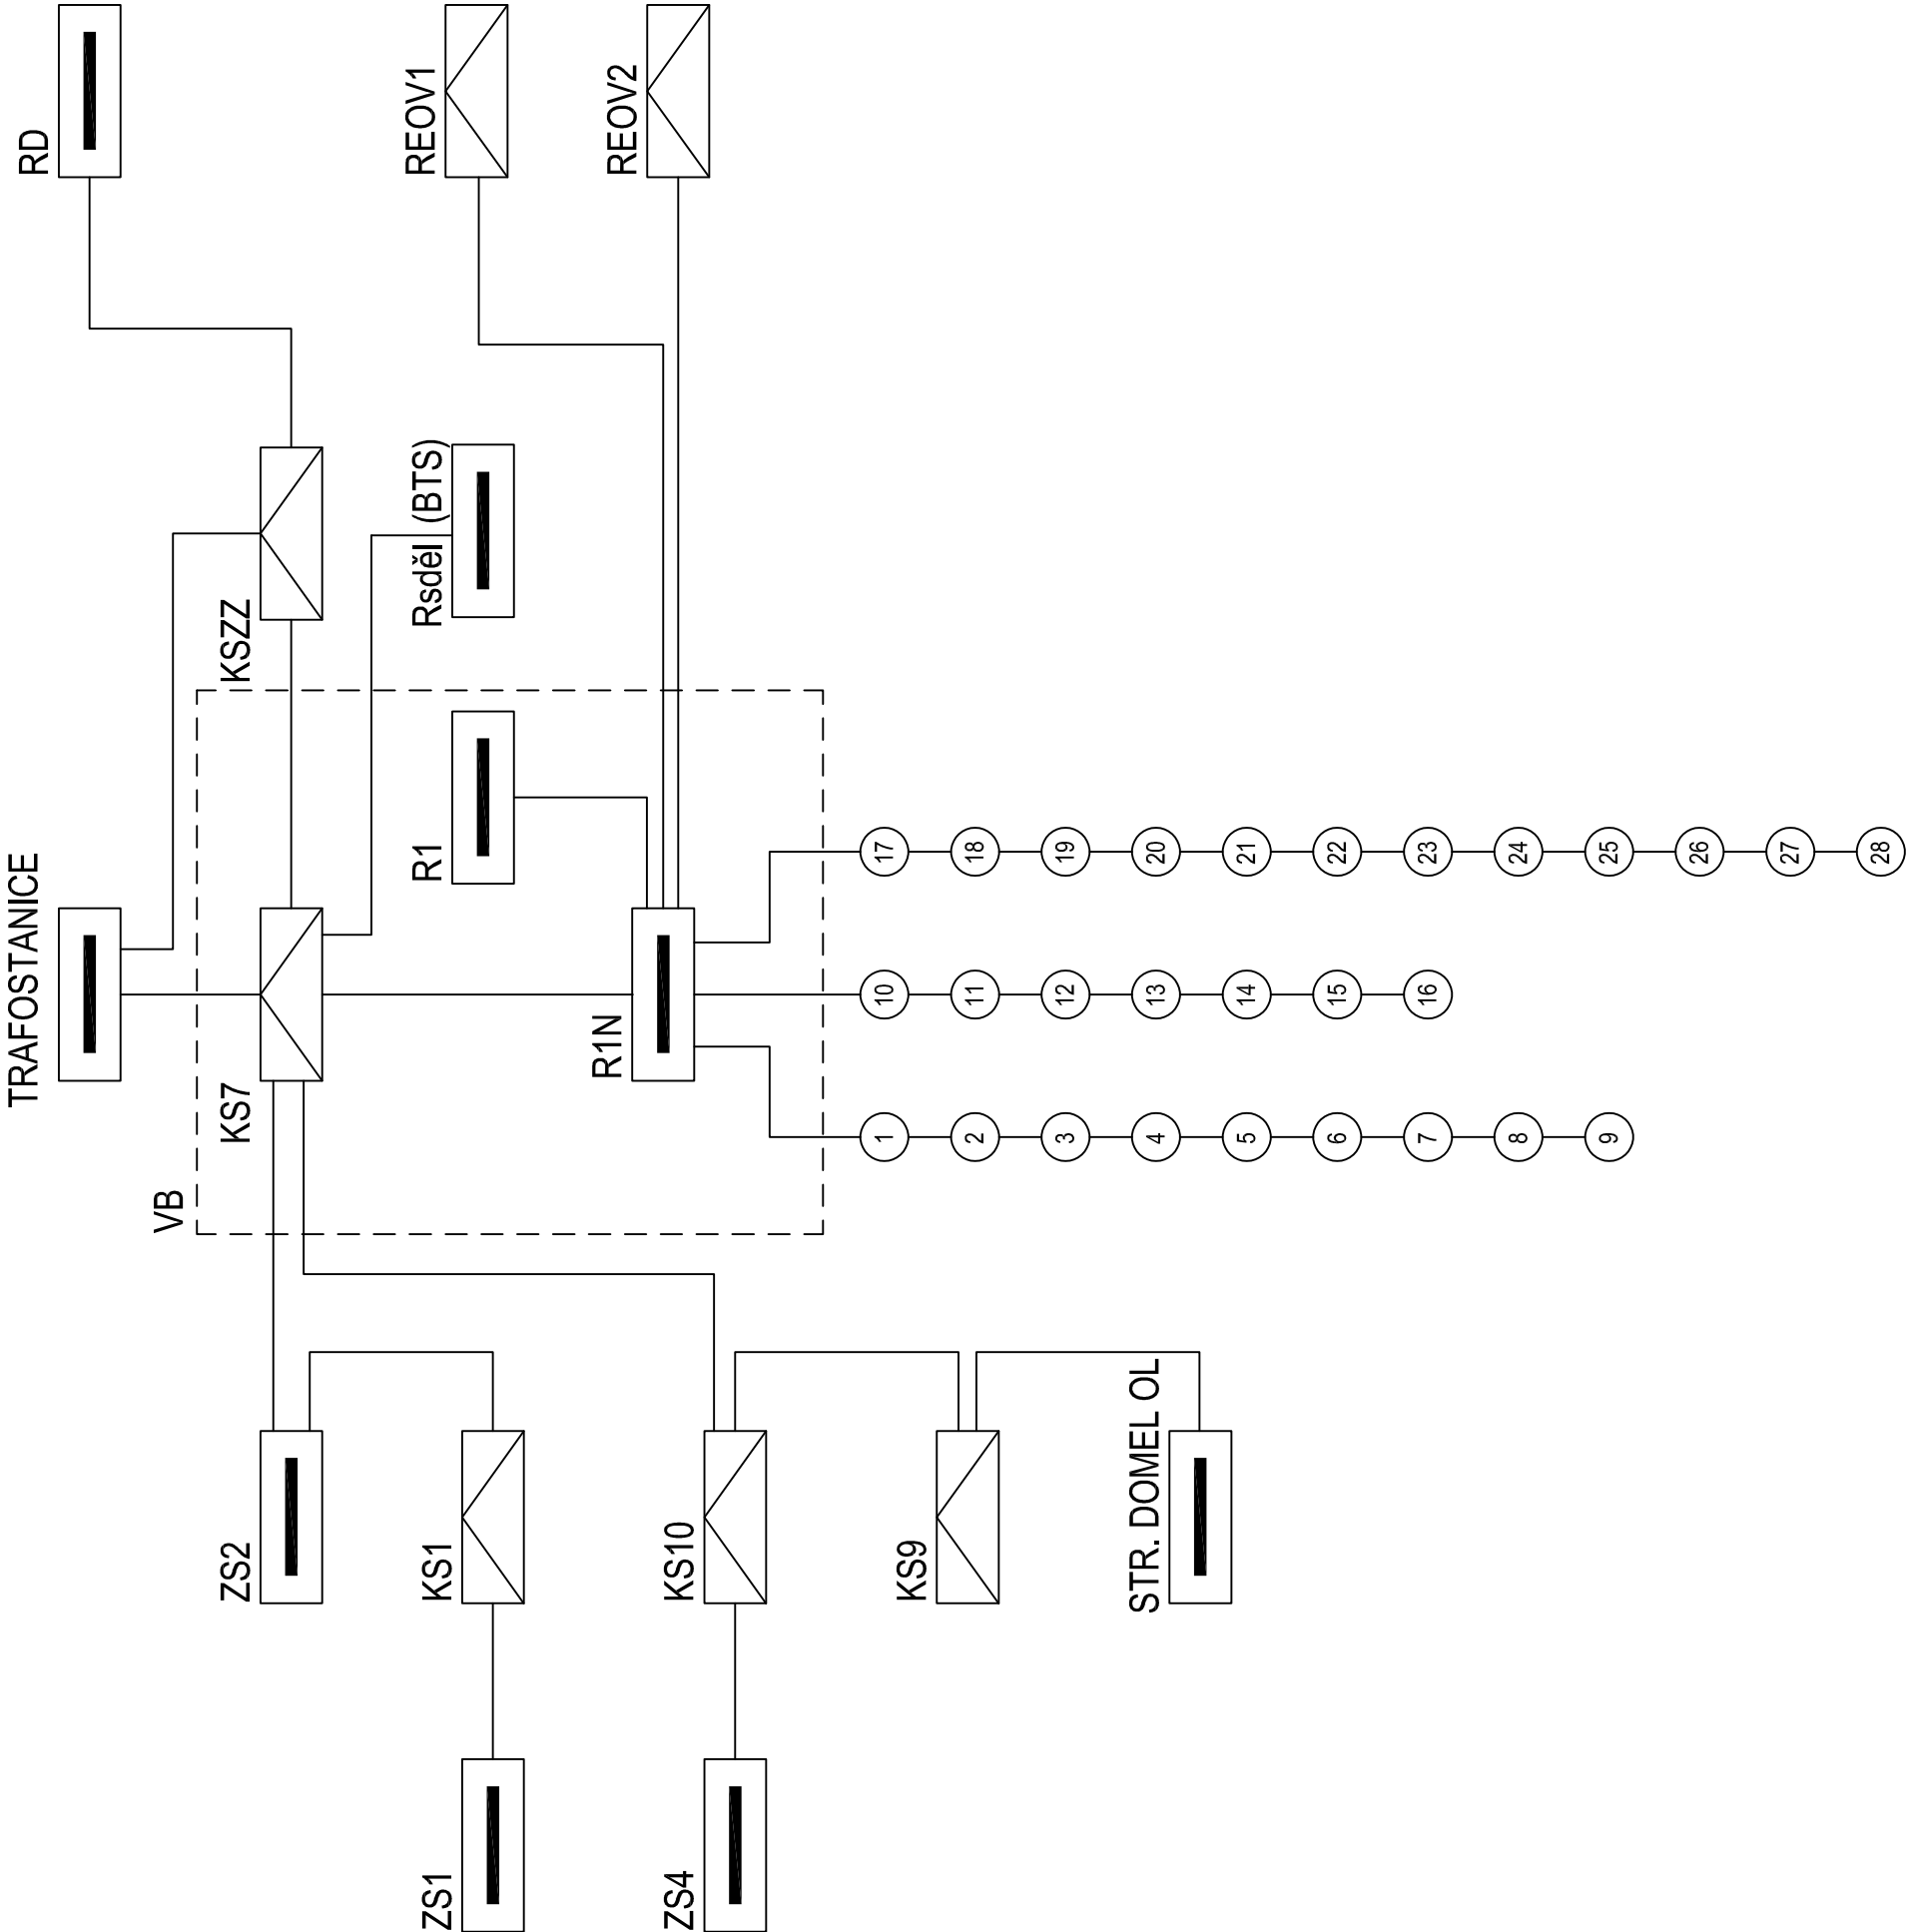 TRAFOSTANICE
RD
VB
KS7
KSZZ
ZS2
R1
Rsděl (BTS)
REOV1
ZS1
KS1
R1N
REOV2
ZS4
KS10
KS9
STR. DOMEL OL
1
2
3
4
5
6
7
8
9
10
11
12
13
14
15
16
17
18
19
20
21
22
23
24
25
26
27
28